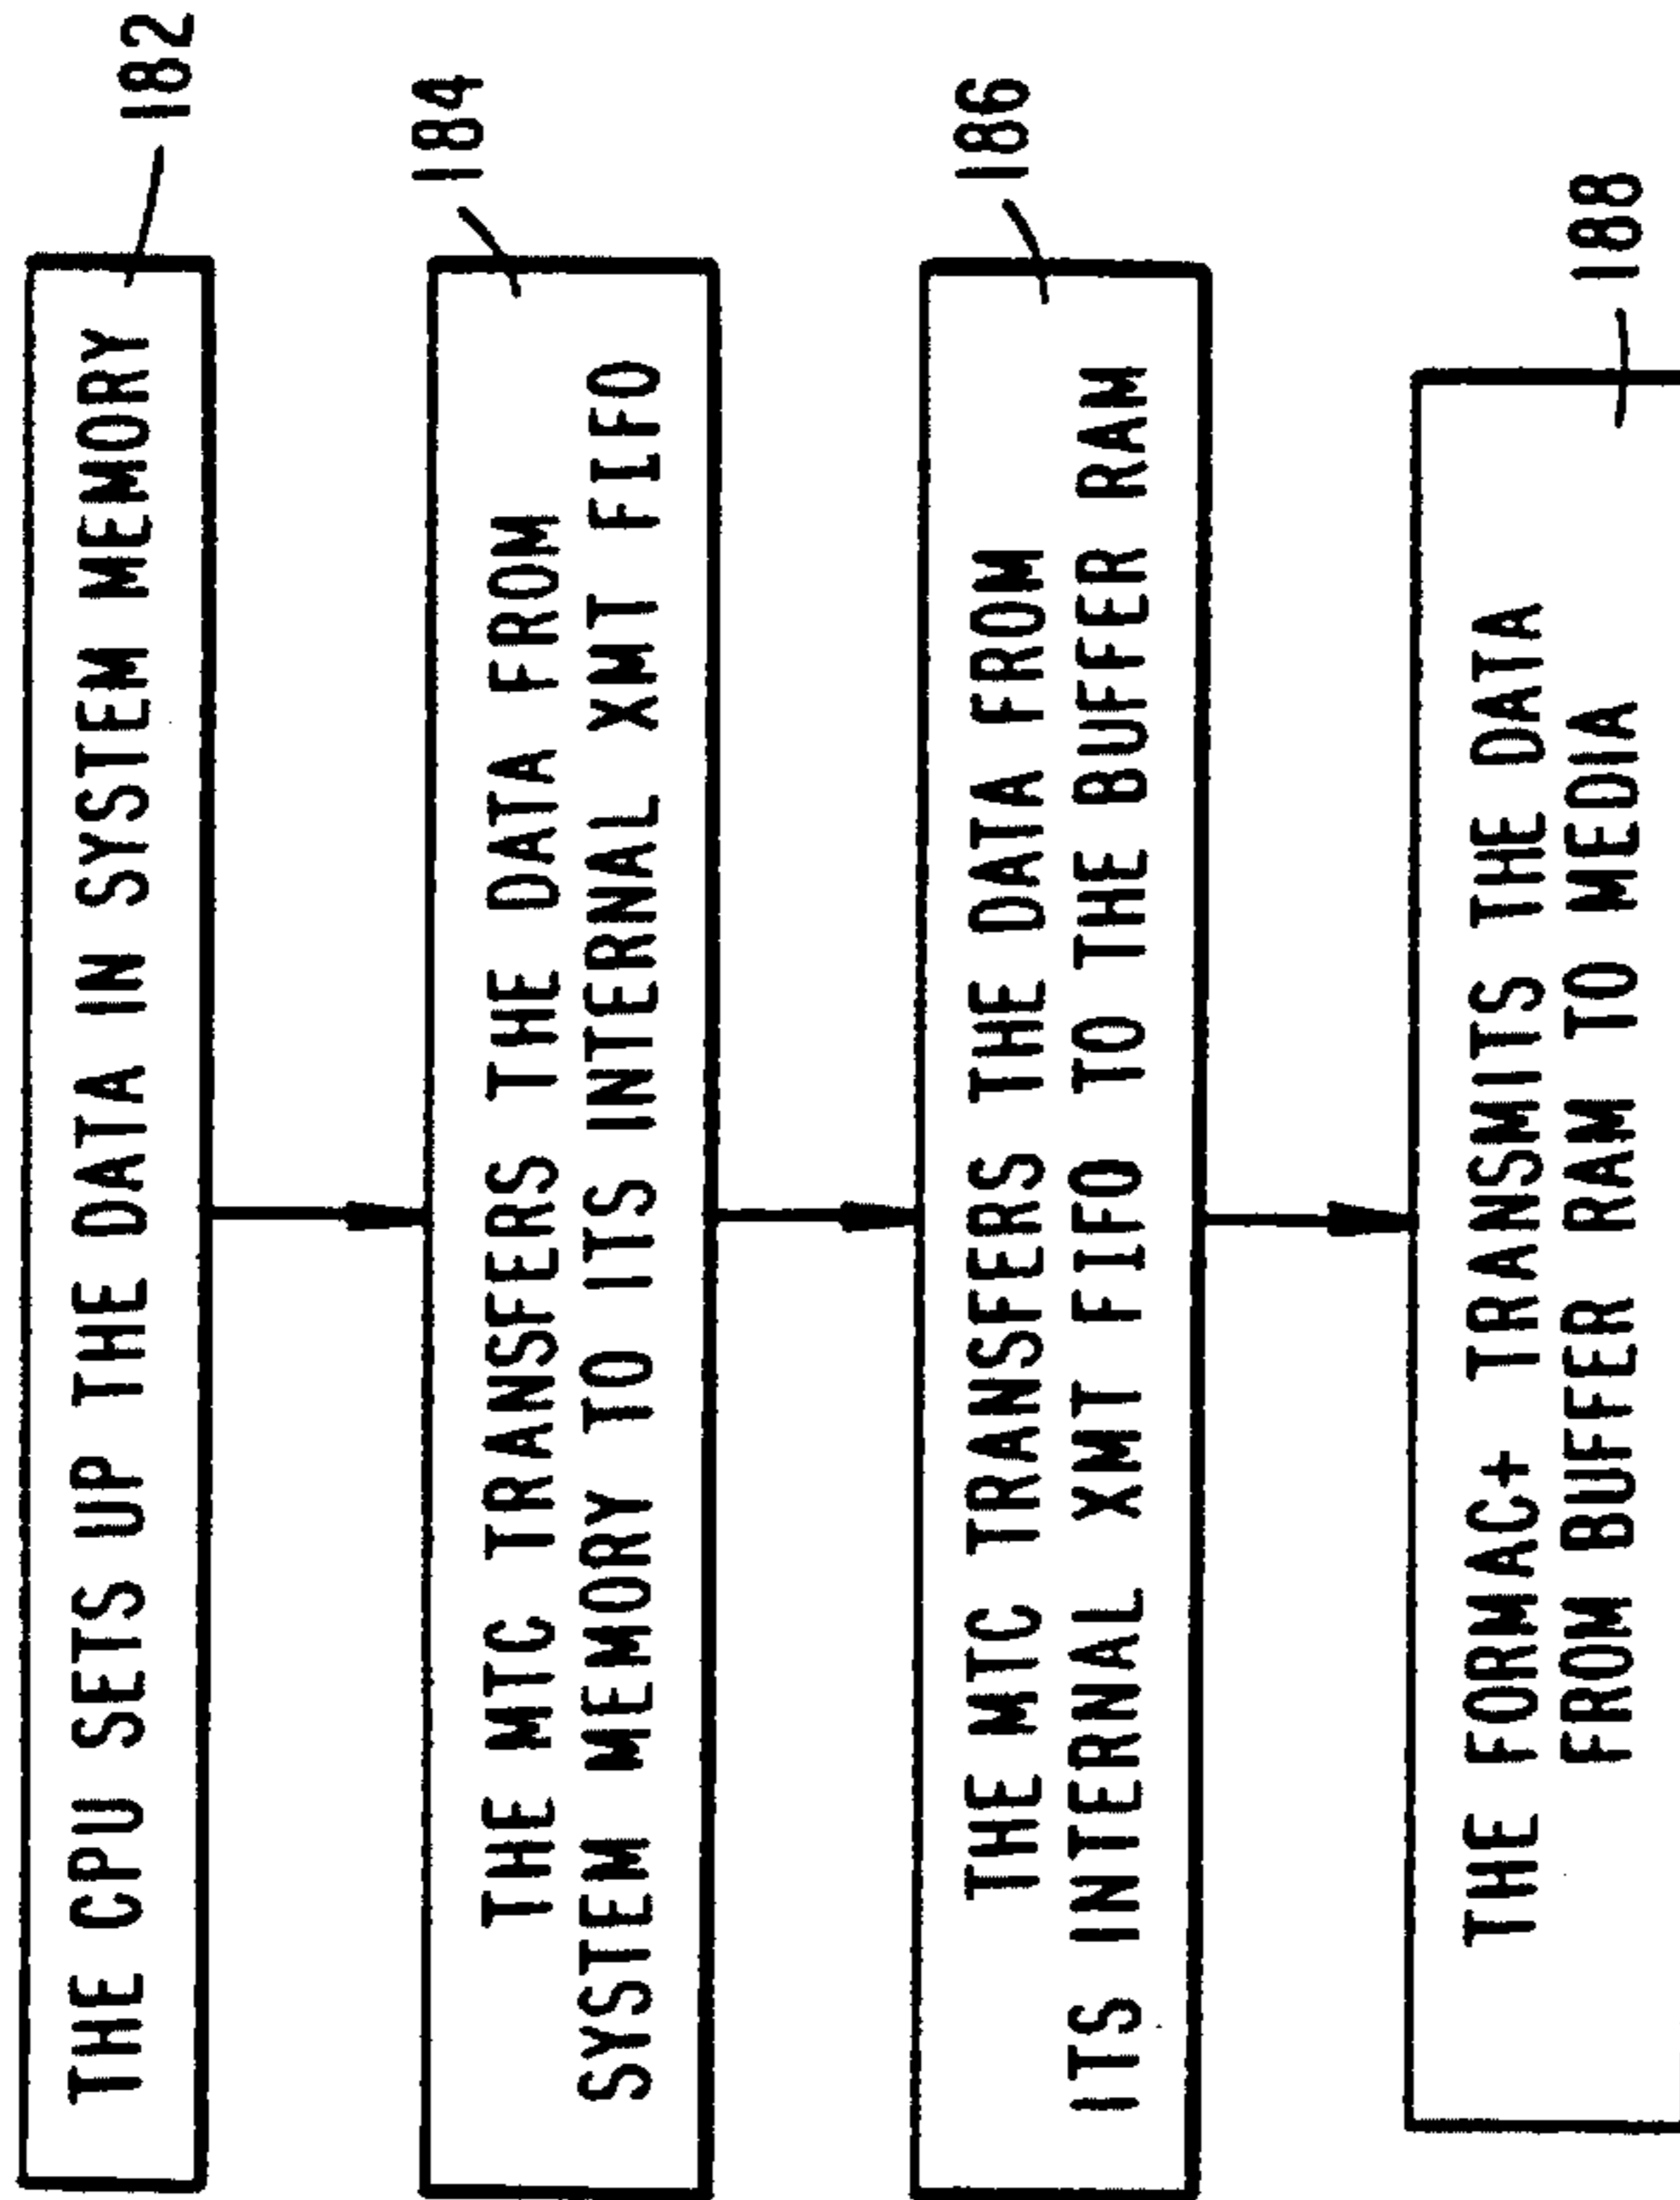 THE CPU SETS UP THE DATA IN SYSTEM MEMORY
182
THE MTC TRANSFERS THE DATA FROM
SYSTEM MEMORY TO ITS INTERNAL XMT FIFO
184
THE MTC TRANSFERS THE DATA FROM
ITS INTERNAL XMT FIFO TO THE BUFFER RAM
186
THE FORMAC+ TRANSMITS THE DATA
FROM BUFFER RAM TO MEDIA
188